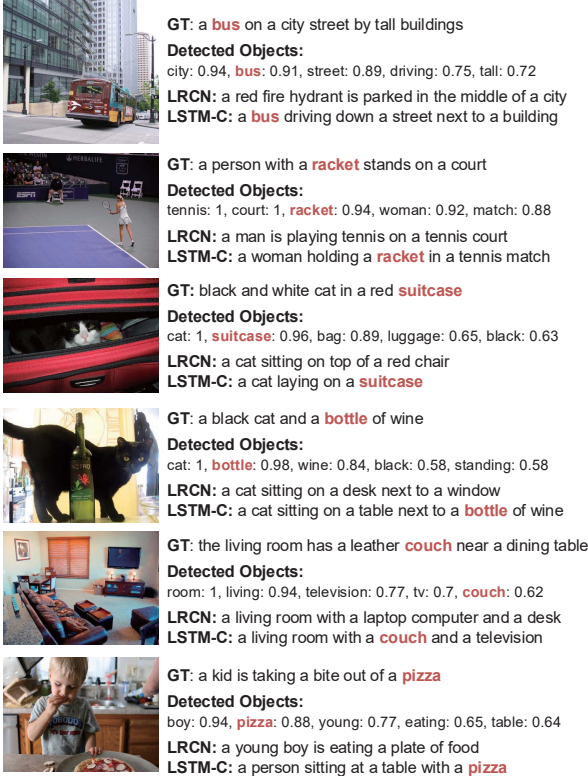 GT: a bus on a city street by tall buildings
Detected Objects:
city: 0.94, bus: 0.91, street: 0.89, driving: 0.75, tall: 0.72
LRCN: a red fire hydrant is parked in the middle of a city
LSTM-C: a bus driving down a street next to a building
HERBALIFE
ESPN
GT: a person with a racket stands on a court
Detected Objects:
tennis: 1, court: 1, racket: 0.94, woman: 0.92, match: 0.88
LRCN: a man is playing tennis on a tennis court
LSTM-C: a woman holding a racket in a tennis match
GT: black and white cat in a red suitcase
Detected Objects:
cat: 1, suitcase: 0.96, bag: 0.89, luggage: 0.65, black: 0.63
LRCN: a cat sitting on top of a red chair
LSTM-C: a cat laying on a suitcase
GT: a black cat and a bottle of wine
Detected Objects:
cat: 1, bottle: 0.98, wine: 0.84, black: 0.58, standing: 0.58
LRCN: a cat sitting on a desk next to a window
LSTM-C: a cat sitting on a table next to a bottle of wine
GT: the living room has a leather couch near a dining table
Detected Objects:
room: 1, living: 0.94, television: 0.77, tv: 0.7, couch: 0.62
LRCN: a living room with a laptop computer and a desk
LSTM-C: a living room with a couch and a television
GT: a kid is taking a bite out of a pizza
Detected Objects:
boy: 0.94, pizza: 0.88, young: 0.77, eating: 0.65, table: 0.64
LRCN: a young boy is eating a plate of food
LSTM-C: a person sitting at a table with a pizza